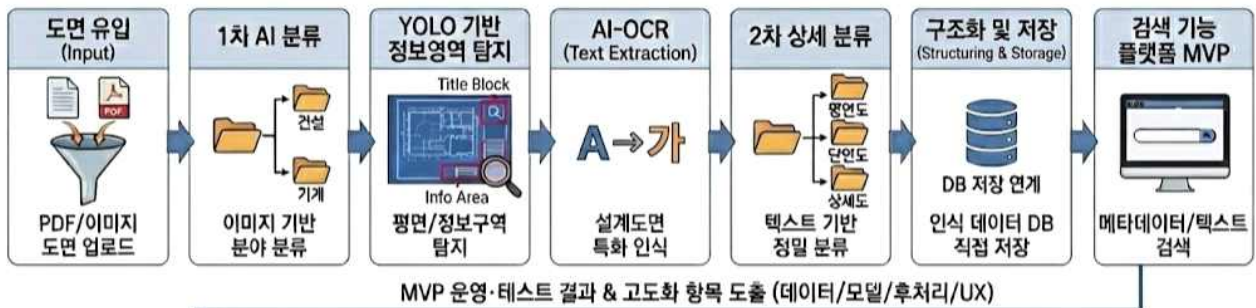 도면 유입
(Input)
PDF
PDF/이미지
도면 업로드
1차 AI 분류
건설
기계
이미지 기반
분야 분류
YOLO 기반
정보영역 탐지
Title Block
Info Area
평면/정보구역
탐지
AI-OCR
(Text Extraction)
A→가
설계도면
특화 인식
2차 상세 분류
명연도
단인도
상세도
텍스트 기반
정밀 분류
구조화 및 저장
(Structuring & Storage)
DB 저장 연계
인식 데이터 DB
직접 저장
검색 기능
플랫폼 MVP
메타데이터/텍스트
검색
MVP 운영·테스트 결과 & 고도화 항목 도출 (데이터/모델/후처리/UX)